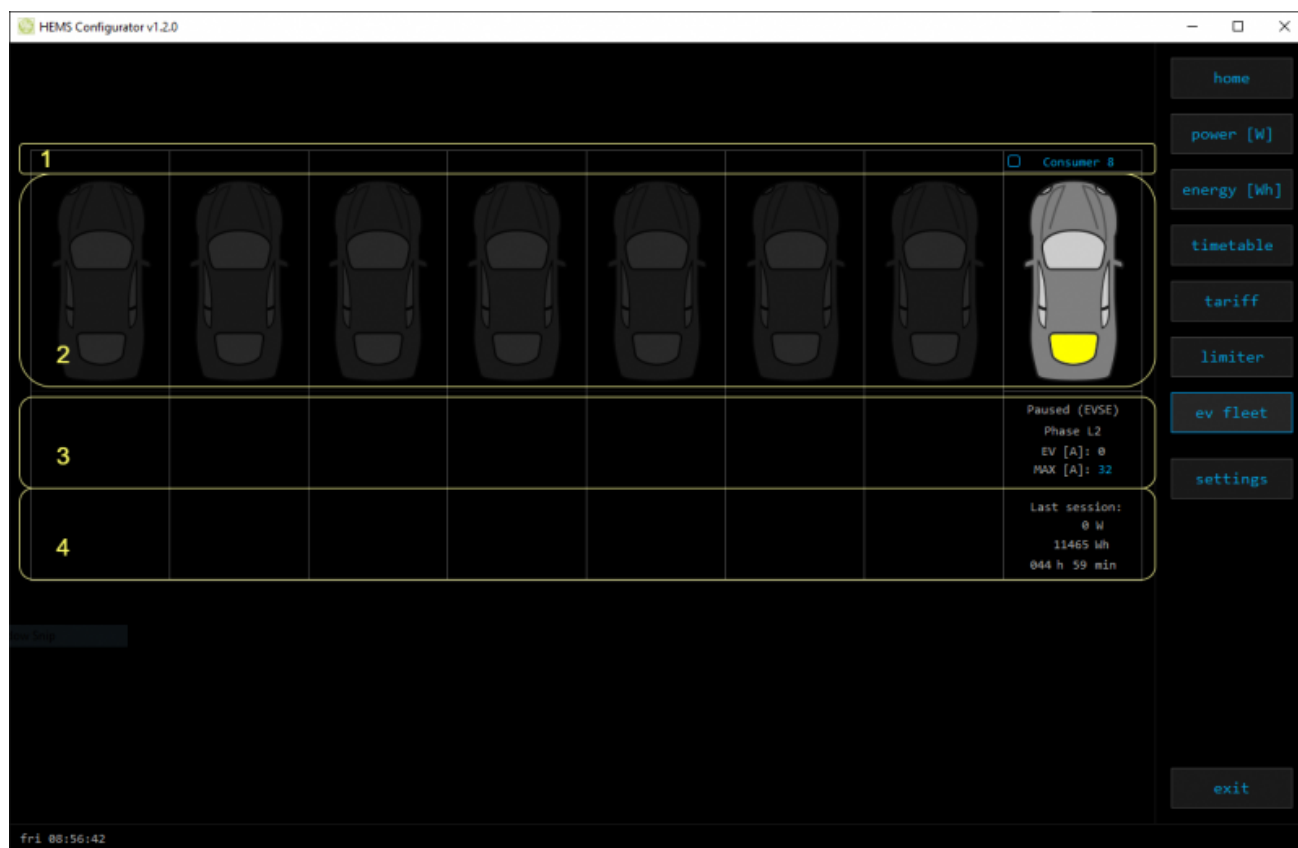 HEMS Configurator v1.2.0
home
power [W]
1
Consumer 8
energy [Wh]
timetable
tariff
2
limiter
Paused (EVSE)
ev fleet
Phase L2
3
EV [A]: 0
MAX [A]: 32
settings
Last session:
0 W
4
11465 Wh
044 h 59 min
exit
fri 08:56:42